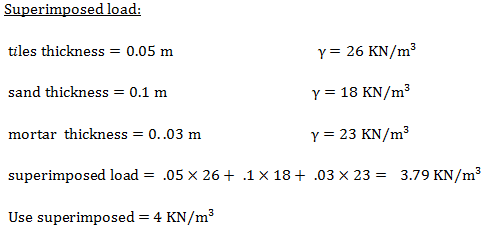 Superimposed load:
tiles thickness = 0.05 m γ = 26 KN/m³
sand thickness = 0.1 m γ = 18 KN/m³
mortar thickness = 0..03 m γ = 23 KN/m³
superimposed load = .05 × 26 + .1 × 18 + .03 × 23 = 3.79 KN/m³
Use superimposed = 4 KN/m³